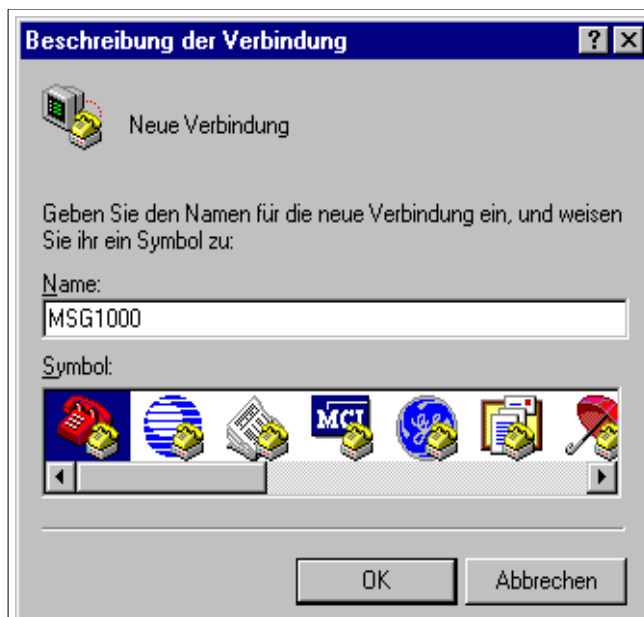 Beschreibung der Verbindung
Neue Verbindung
Geben Sie den Namen für die neue Verbindung ein, und weisen
Sie ihr ein Symbol zu:
Name:
MSG1000
Symbol:
MCI
OK
Abbrechen